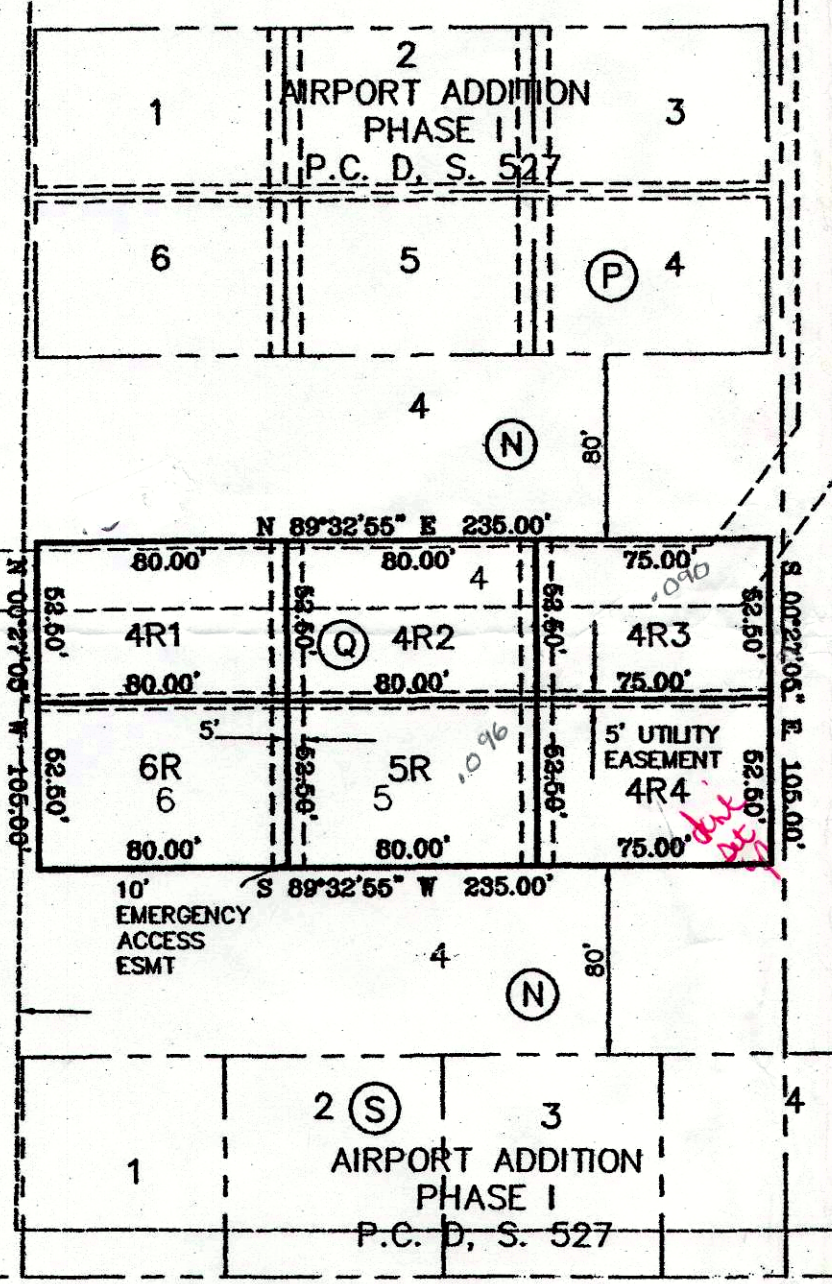 2
AIRPORT ADDITION
1
3
PHASE I
P.C. D, S. 527
6
5
P
4
4
N
80'
N 89°32'55" E 235.00'
80.00'
80.00'
75.00'
4
.090
N 00°27'05" W 105.00'
52.50'
52.50'
52.50'
52.50'
S 00°27'05" E 105.00'
4R1
Q
4R2
4R3
80.00'
80.00'
75.00'
5'
5' UTILITY
EASEMENT
6R
5R
.096
4R4
6
5
52.50'
52.50'
52.50'
52.50'
80.00'
80.00'
75.00'
S 89°32'55" W 235.00'
10'
EMERGENCY
ACCESS
ESMT
4
80'
N
2
S
3
4
1
AIRPORT ADDITION
PHASE I
P.C. D, S. 527